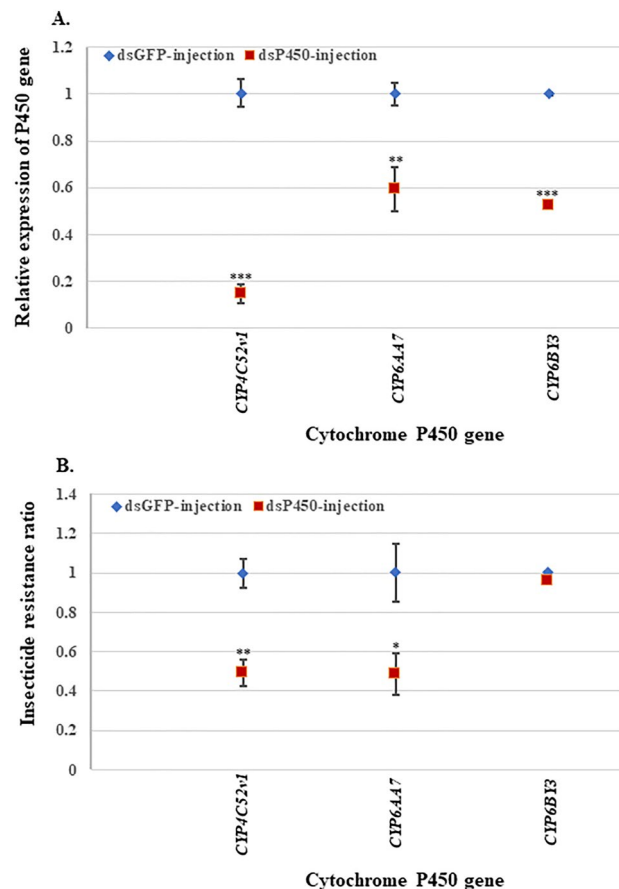 A.
dsGFP-injection dsP450-injection
Relative expression of P450 gene
1.2
1
0.8
0.6
0.4
0.2
0
***
**
***
CYP4C52v1
CYP6AA7
CYP6BY3
Cytochrome P450 gene
B.
dsGFP-injection dsP450-injection
Insecticide resistance ratio
1.4
1.2
1
0.8
0.6
0.4
0.2
0
**
*
CYP4C52v1
CYP6AA7
CYP6BY3
Cytochrome P450 gene